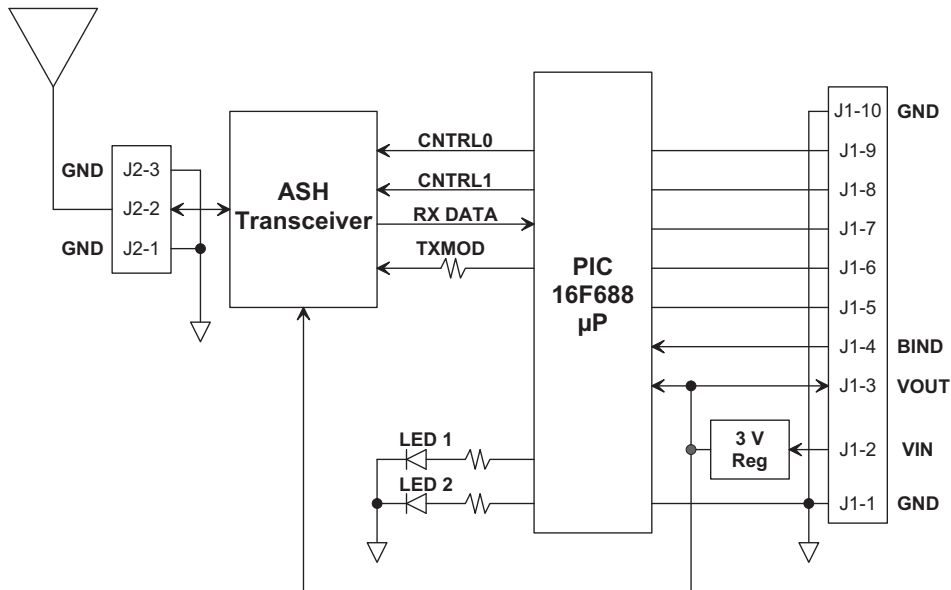 GND
J2-3
J2-2
GND
J2-1
ASH
Transceiver
CNTRL0
CNTRL1
RX DATA
TXMOD
LED 1
LED 2
PIC
16F688
µP
J1-10 GND
J1-9
J1-8
J1-7
J1-6
J1-5
J1-4 BIND
J1-3 VOUT
3 V
Reg
J1-2 VIN
J1-1 GND